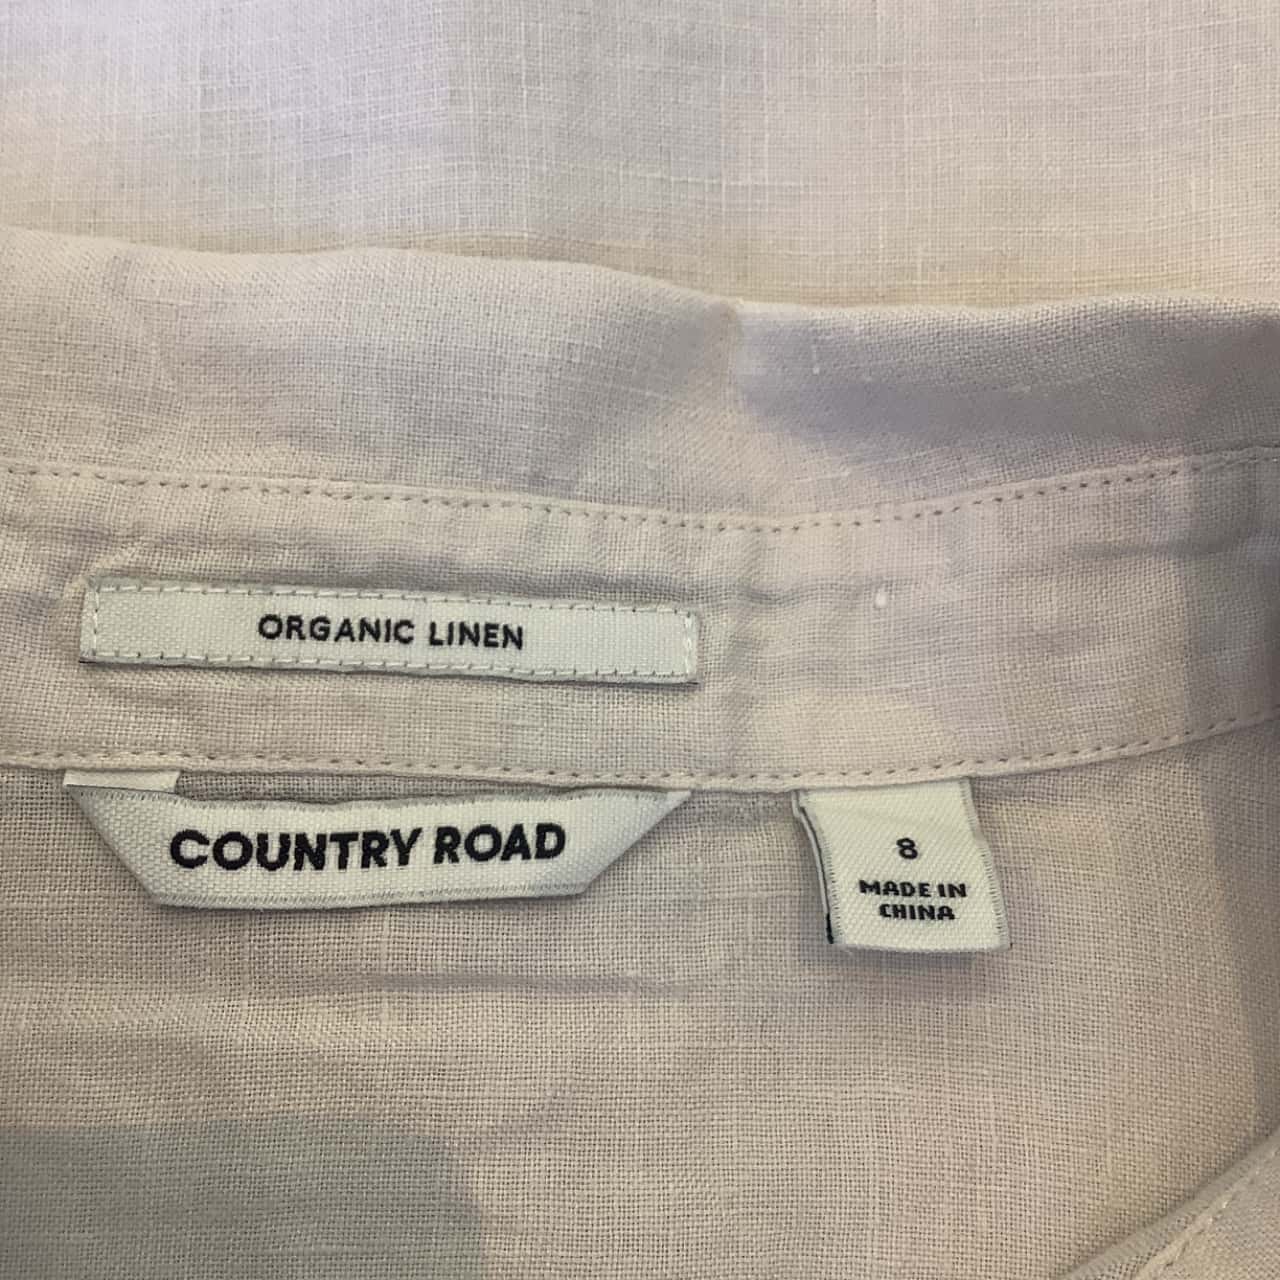 ORGANIC LINEN
COUNTRY ROAD
8
MADE IN
CHINA